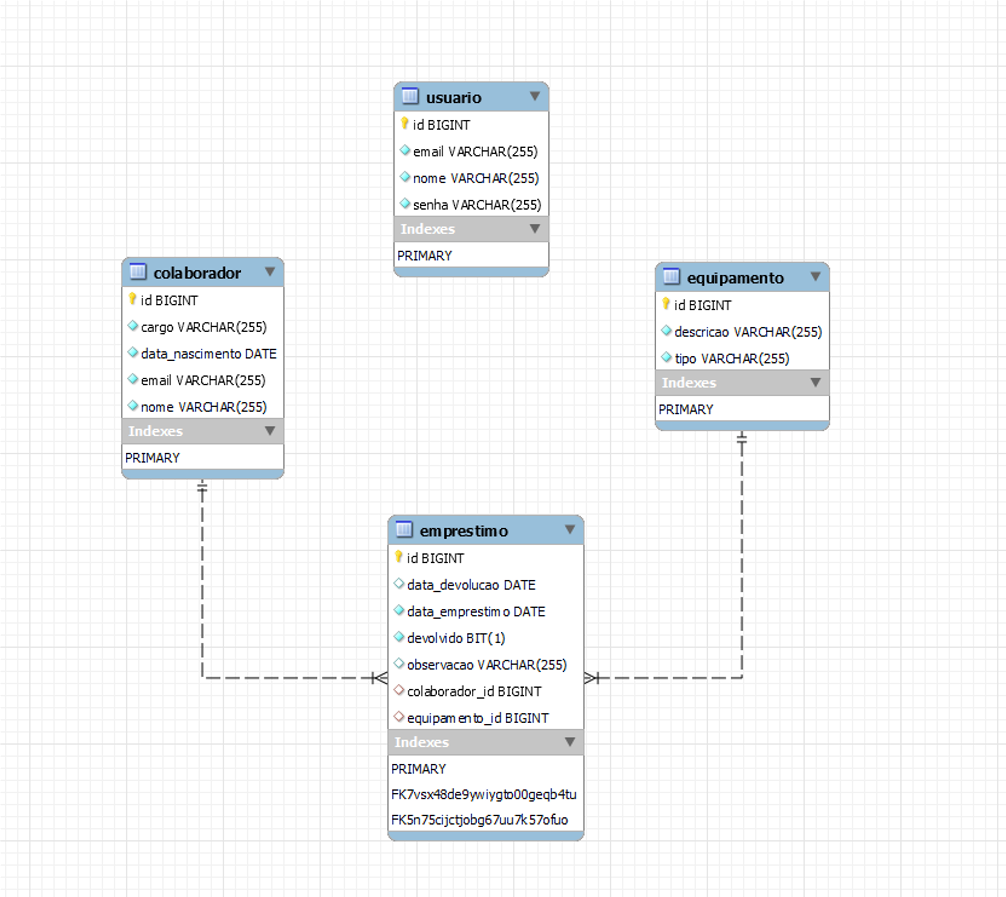 usuario
id BIGINT
email VARCHAR(255)
nome VARCHAR(255)
senha VARCHAR(255)
Indexes
PRIMARY
colaborador
id BIGINT
cargo VARCHAR(255)
data_nascimento DATE
email VARCHAR(255)
nome VARCHAR(255)
Indexes
PRIMARY
equipamento
id BIGINT
descricao VARCHAR(255)
tipo VARCHAR(255)
Indexes
PRIMARY
emprestimo
id BIGINT
data_devolucao DATE
data_emprestimo DATE
devolvido BIT(1)
observacao VARCHAR(255)
colaborador_id BIGINT
equipamento_id BIGINT
Indexes
PRIMARY
FK7vsx48de9ywiygto00geqb4tu
FK5n75cijctjobg67uu7k57ofuo